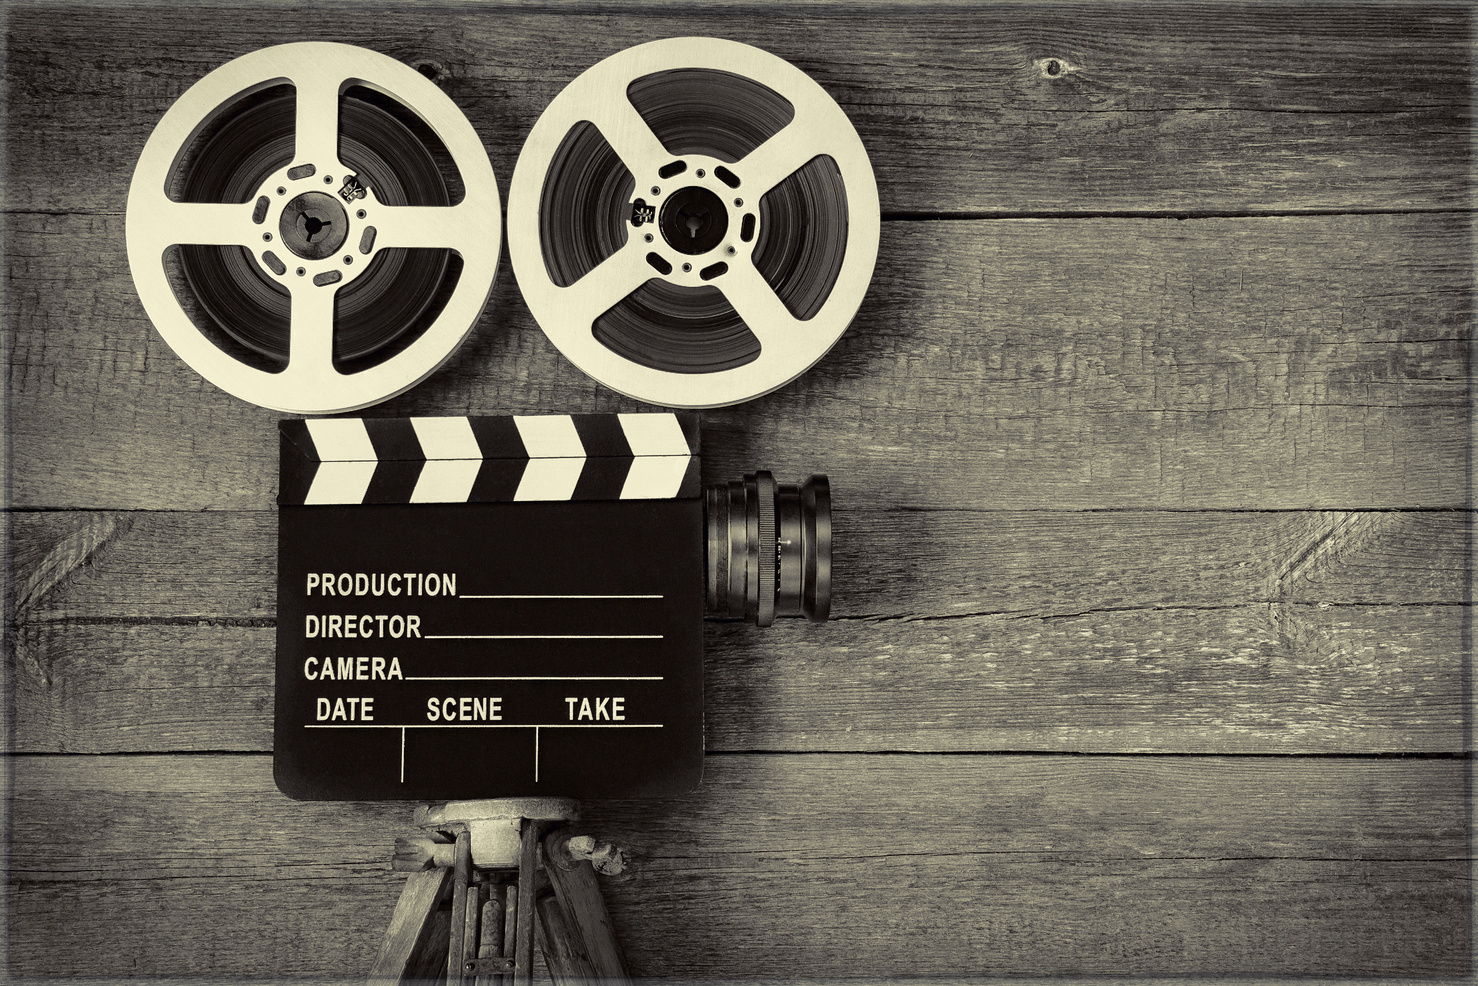 PRODUCTION
DIRECTOR
CAMERA
DATE SCENE TAKE